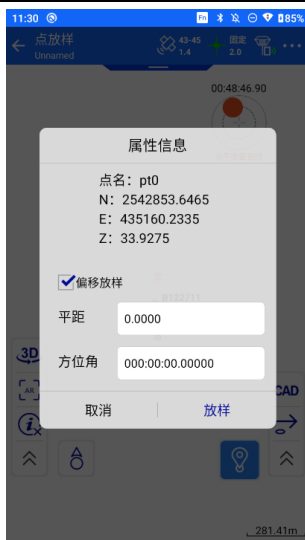 11:30
85%
点放样
Unnamed
43-45
1.4
固定
2.0
00:48:46.90
属性信息
点名: pt0
N: 2542853.6465
E: 435160.2335
Z: 33.9275
偏移放样
平距 0.0000
方位角 000:00:00.00000
取消 放样
3D
AR
CAD
281.41m